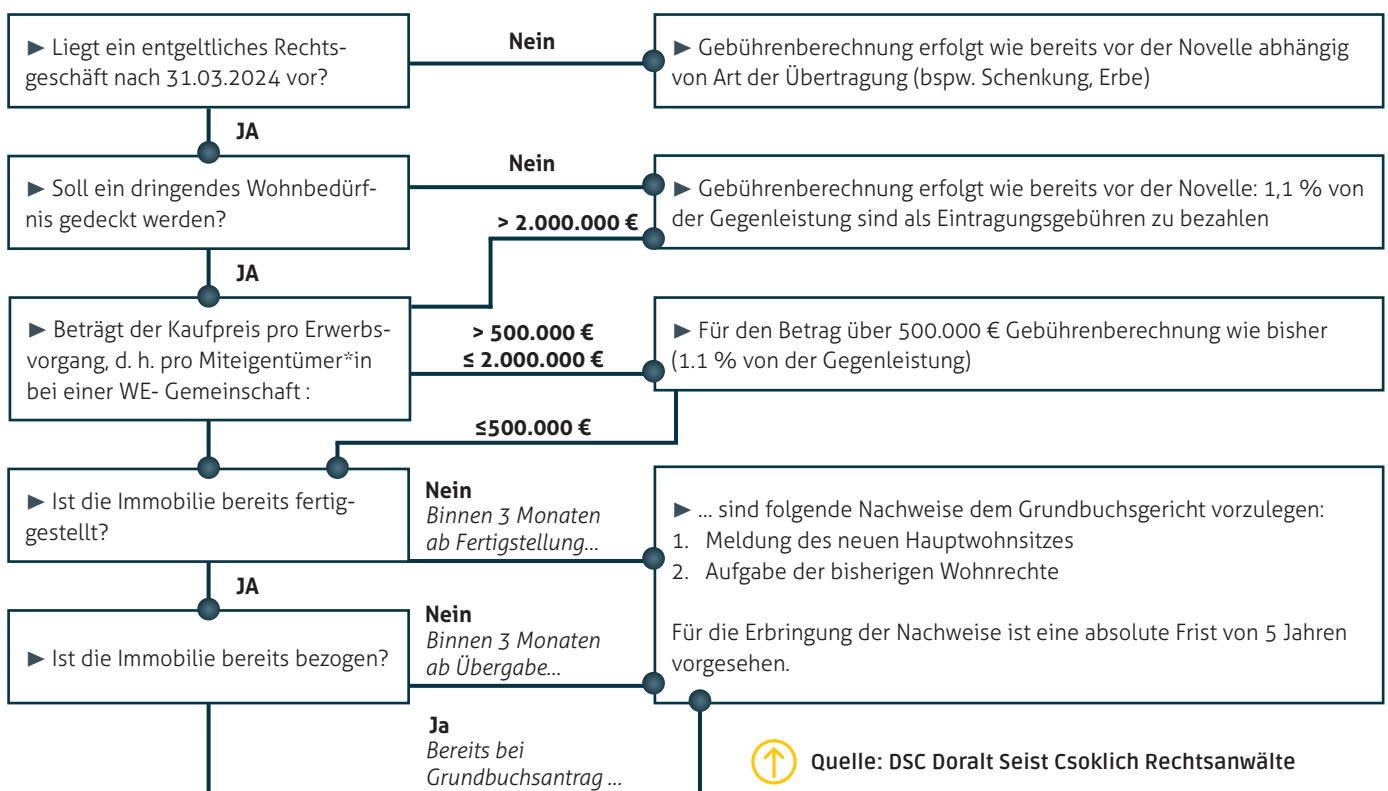 ► Liegt ein entgeltliches Rechts-
geschäft nach 31.03.2024 vor?
Nein
► Gebührenberechnung erfolgt wie bereits vor der Novelle abhängig
von Art der Übertragung (bspw. Schenkung, Erbe)
JA
► Soll ein dringendes Wohnbedürf-
nis gedeckt werden?
Nein
► Gebührenberechnung erfolgt wie bereits vor der Novelle: 1,1 % von
der Gegenleistung sind als Eintragungsgebühren zu bezahlen
> 2.000.000 €
JA
► Beträgt der Kaufpreis pro Erwerbs-
vorgang, d. h. pro Miteigentümer*in
bei einer WE- Gemeinschaft :
> 500.000 €
≤ 2.000.000 €
► Für den Betrag über 500.000 € Gebührenberechnung wie bisher
(1.1 % von der Gegenleistung)
≤500.000 €
► Ist die Immobilie bereits fertig-
gestellt?
Nein
Binnen 3 Monaten
ab Fertigstellung...
► ... sind folgende Nachweise dem Grundbuchsgericht vorzulegen:
1. Meldung des neuen Hauptwohnsitzes
2. Aufgabe der bisherigen Wohnrechte
Für die Erbringung der Nachweise ist eine absolute Frist von 5 Jahren
vorgesehen.
JA
► Ist die Immobilie bereits bezogen?
Nein
Binnen 3 Monaten
ab Übergabe...
Ja
Bereits bei
Grundbuchsantrag ...
Quelle: DSC Doralt Seist Csoklich Rechtsanwälte